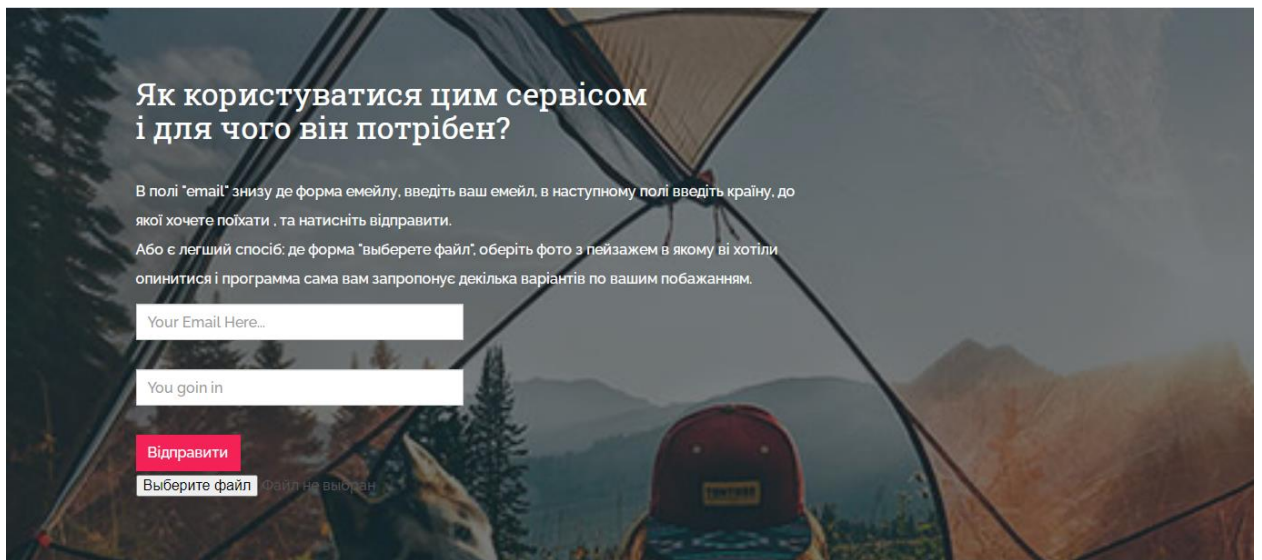 Як користуватися цим сервісом
і для чого він потрібен?
В полі "email" знизу де форма емейлу, введіть ваш емейл, в наступному полі введіть країну, до
якої хочете поїхати , та натисніть відправити.
Або є легший спосіб: де форма "выберете файл", оберіть фото з пейзажем в якому ві хотіли
опинитися і программа сама вам запропонує декілька варіантів по вашим побажанням.
Your Email Here...
You goin in
Відправити
Выберите файл Файл не выбран